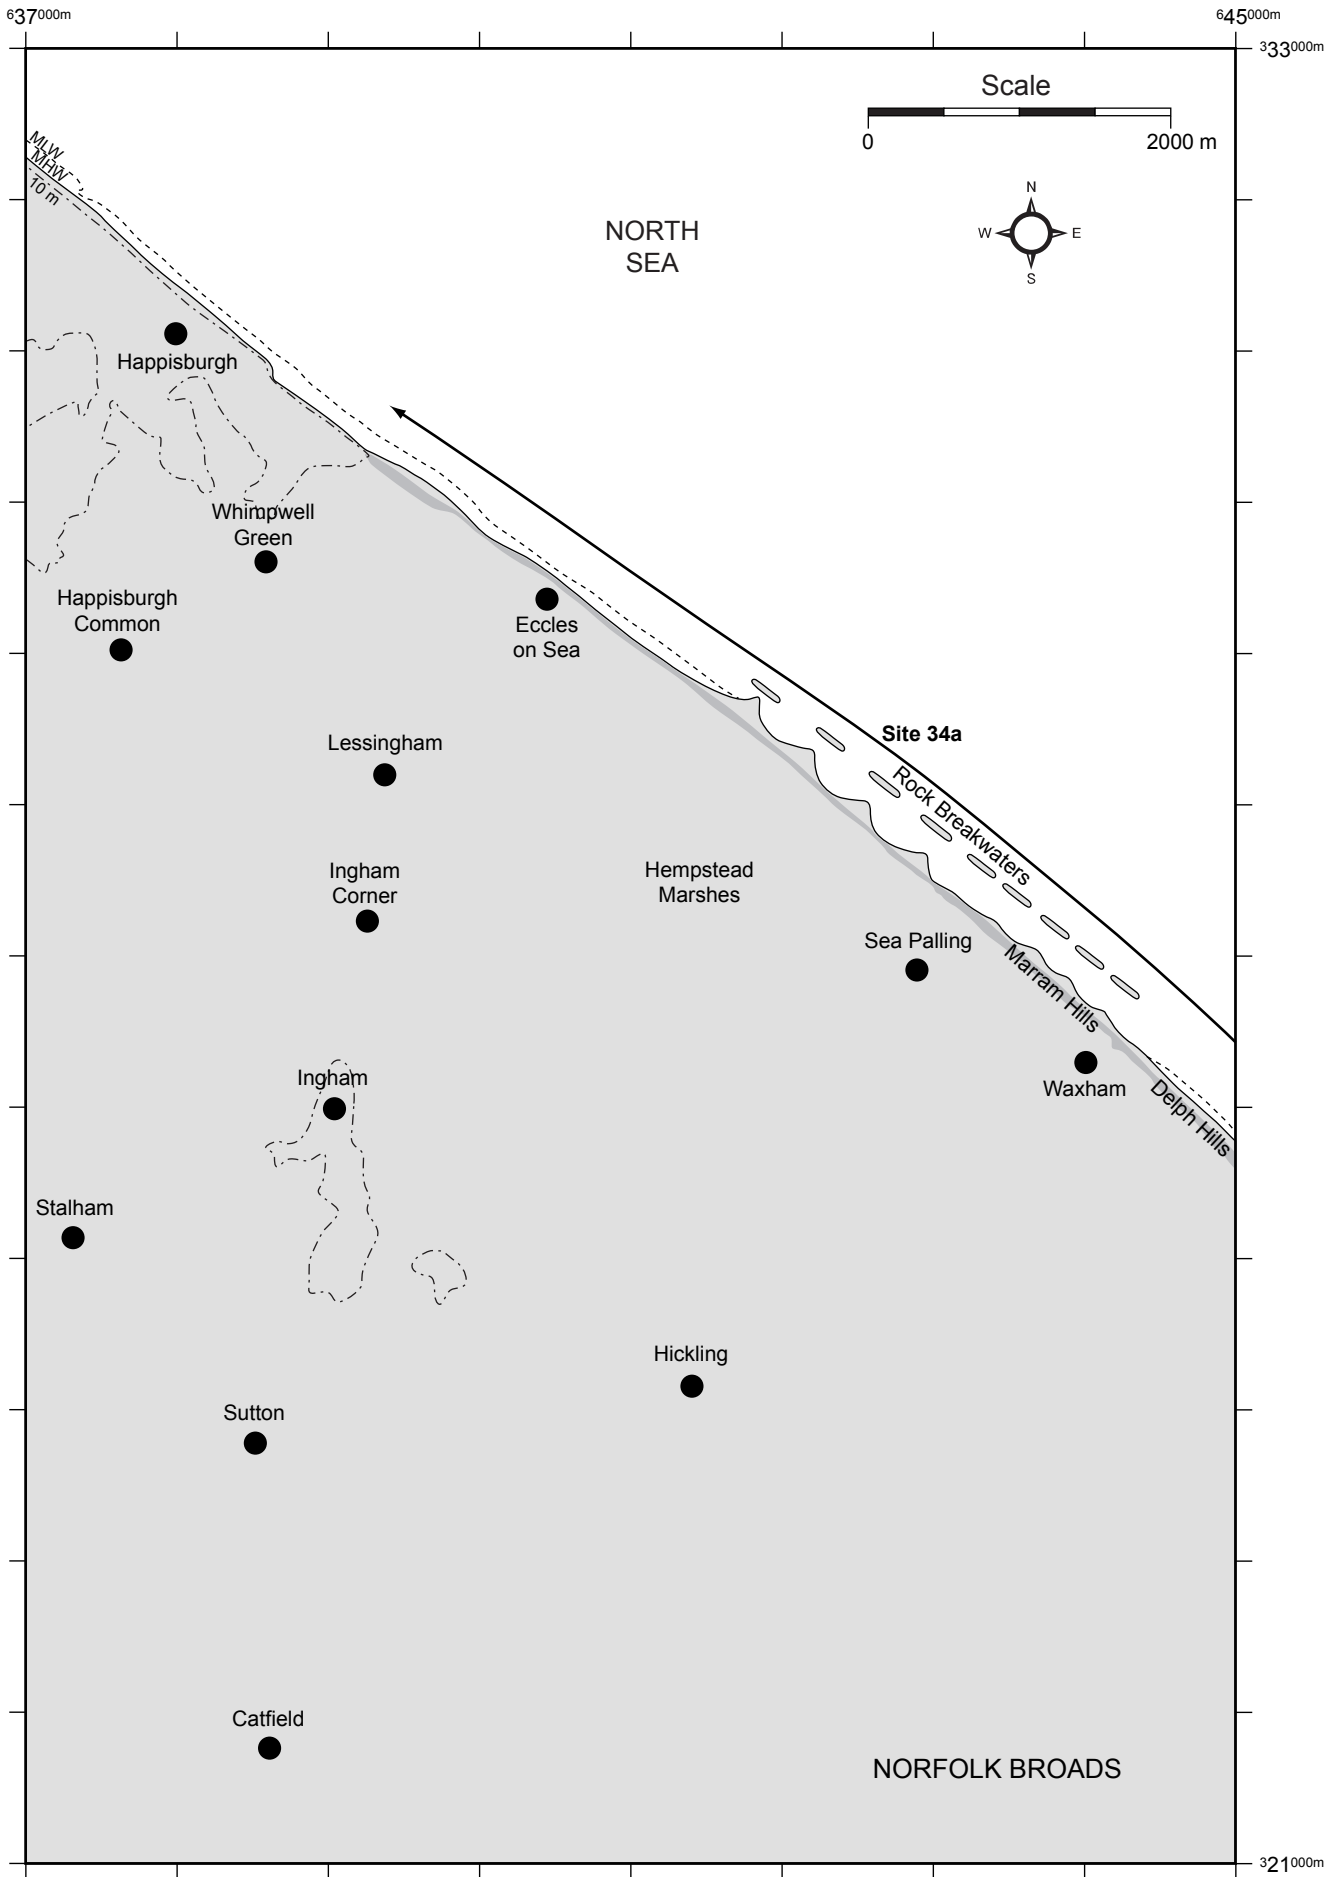 637000m
645000m
333000m
Scale
0
2000 m
MLW
MHW
10 m
N
W
E
S
NORTH
SEA
Happisburgh
Whimpwell
Green
Happisburgh
Common
Eccles
on Sea
Site 34a
Lessingham
Rock Breakwaters
Ingham
Corner
Hempstead
Marshes
Sea Palling
Marram Hills
Ingham
Waxham
Delph Hills
Stalham
Hickling
Sutton
Catfield
NORFOLK BROADS
321000m